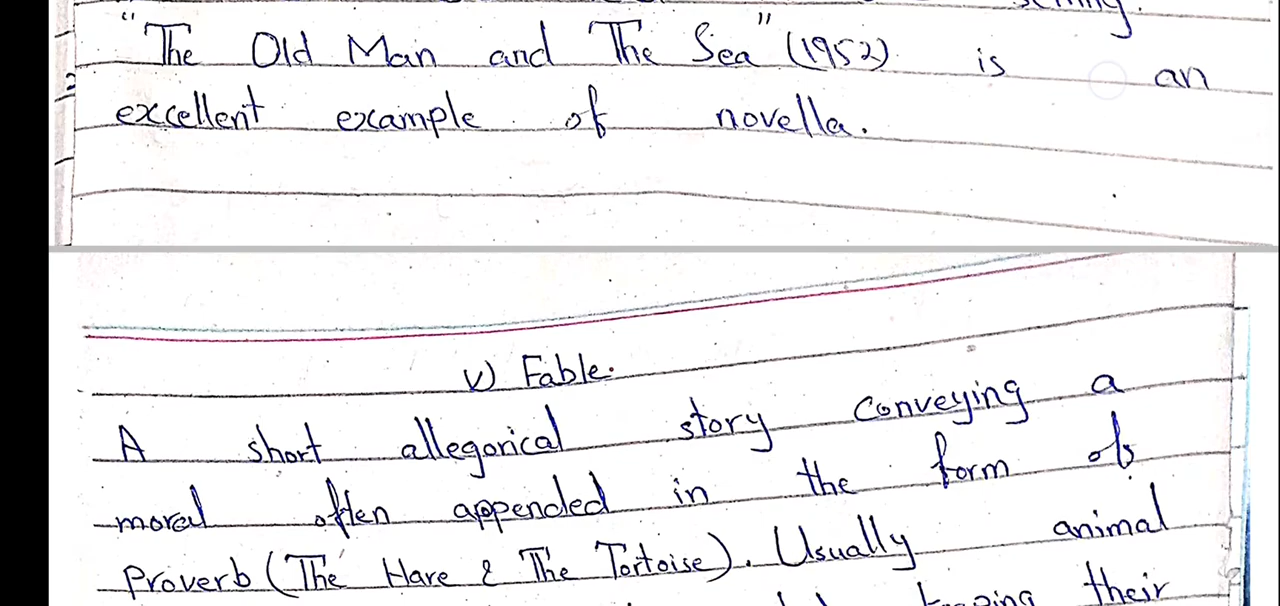 "The Old Man and The Sea" (1952) is an
excellent example of novella.
v) Fable.
A short allegorical story conveying a
moral often appended in the form of
Proverb (The Hare & The Tortoise). Usually animal
their